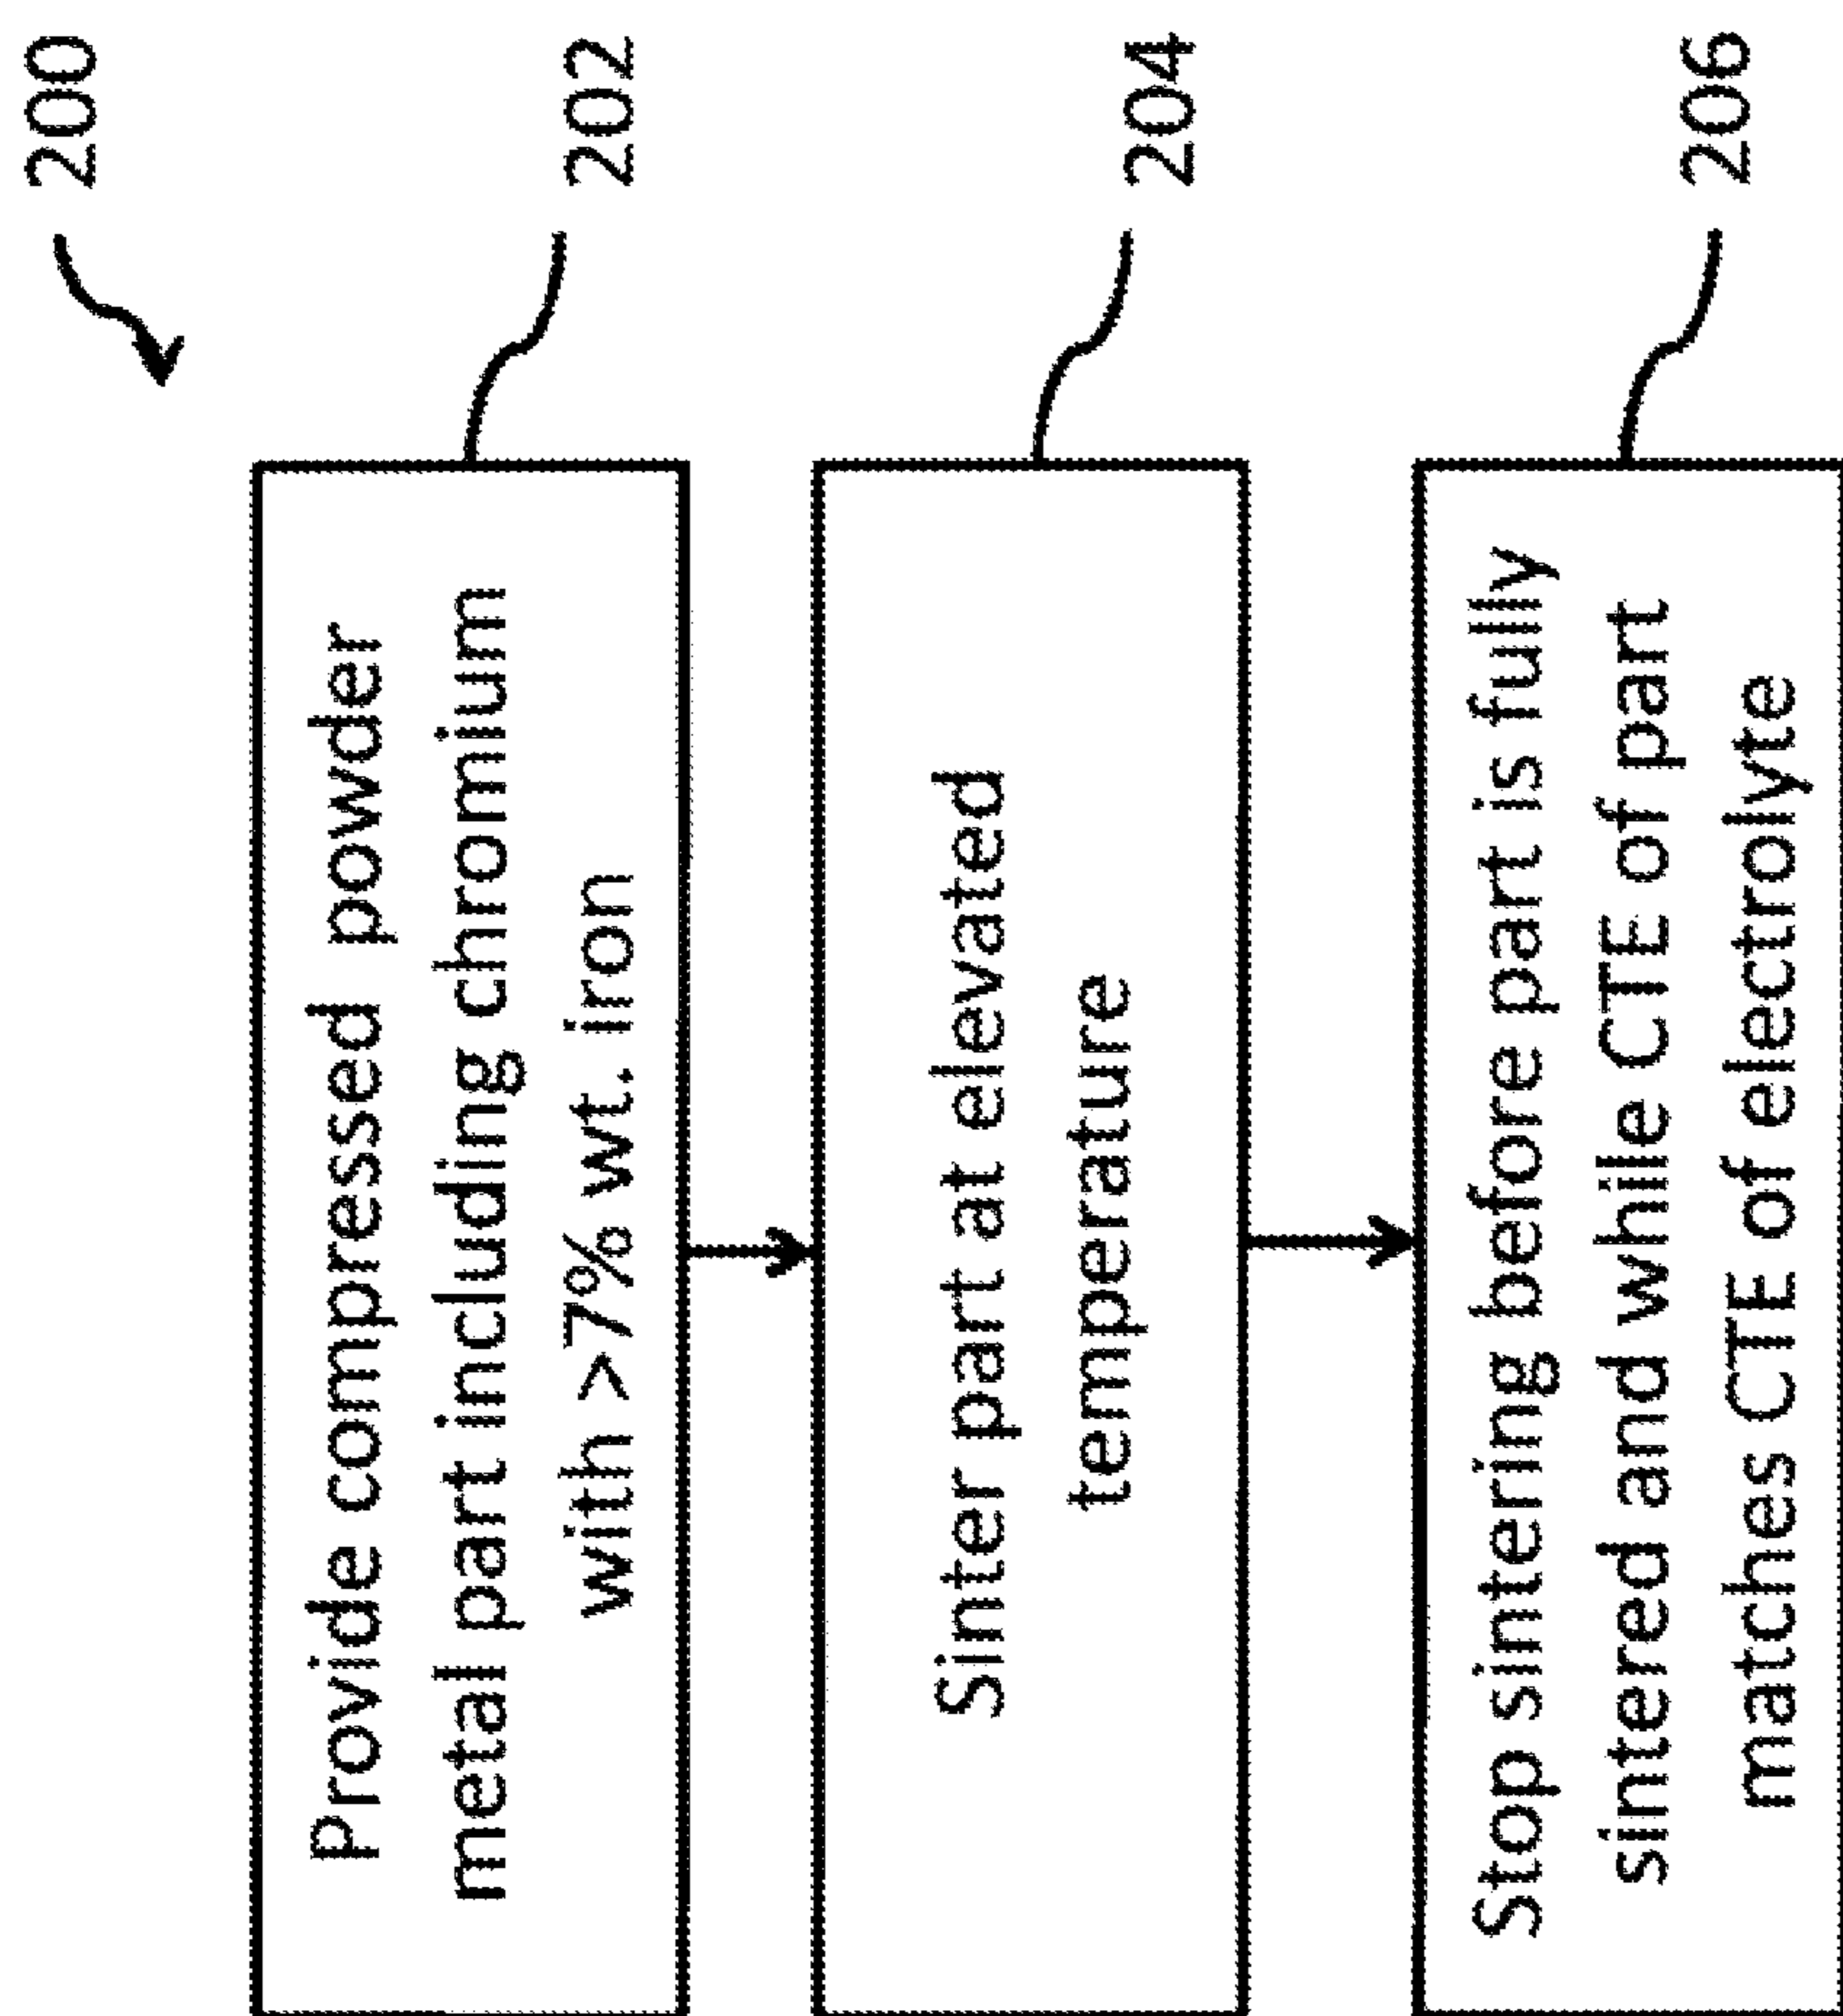 200
Provide compressed powder
metal part including chromium
with >7% wt. iron
202
Sinter part at elevated
temperature
204
Stop sintering before part is fully
sintered and while CTE of part
matches CTE of electrolyte
206